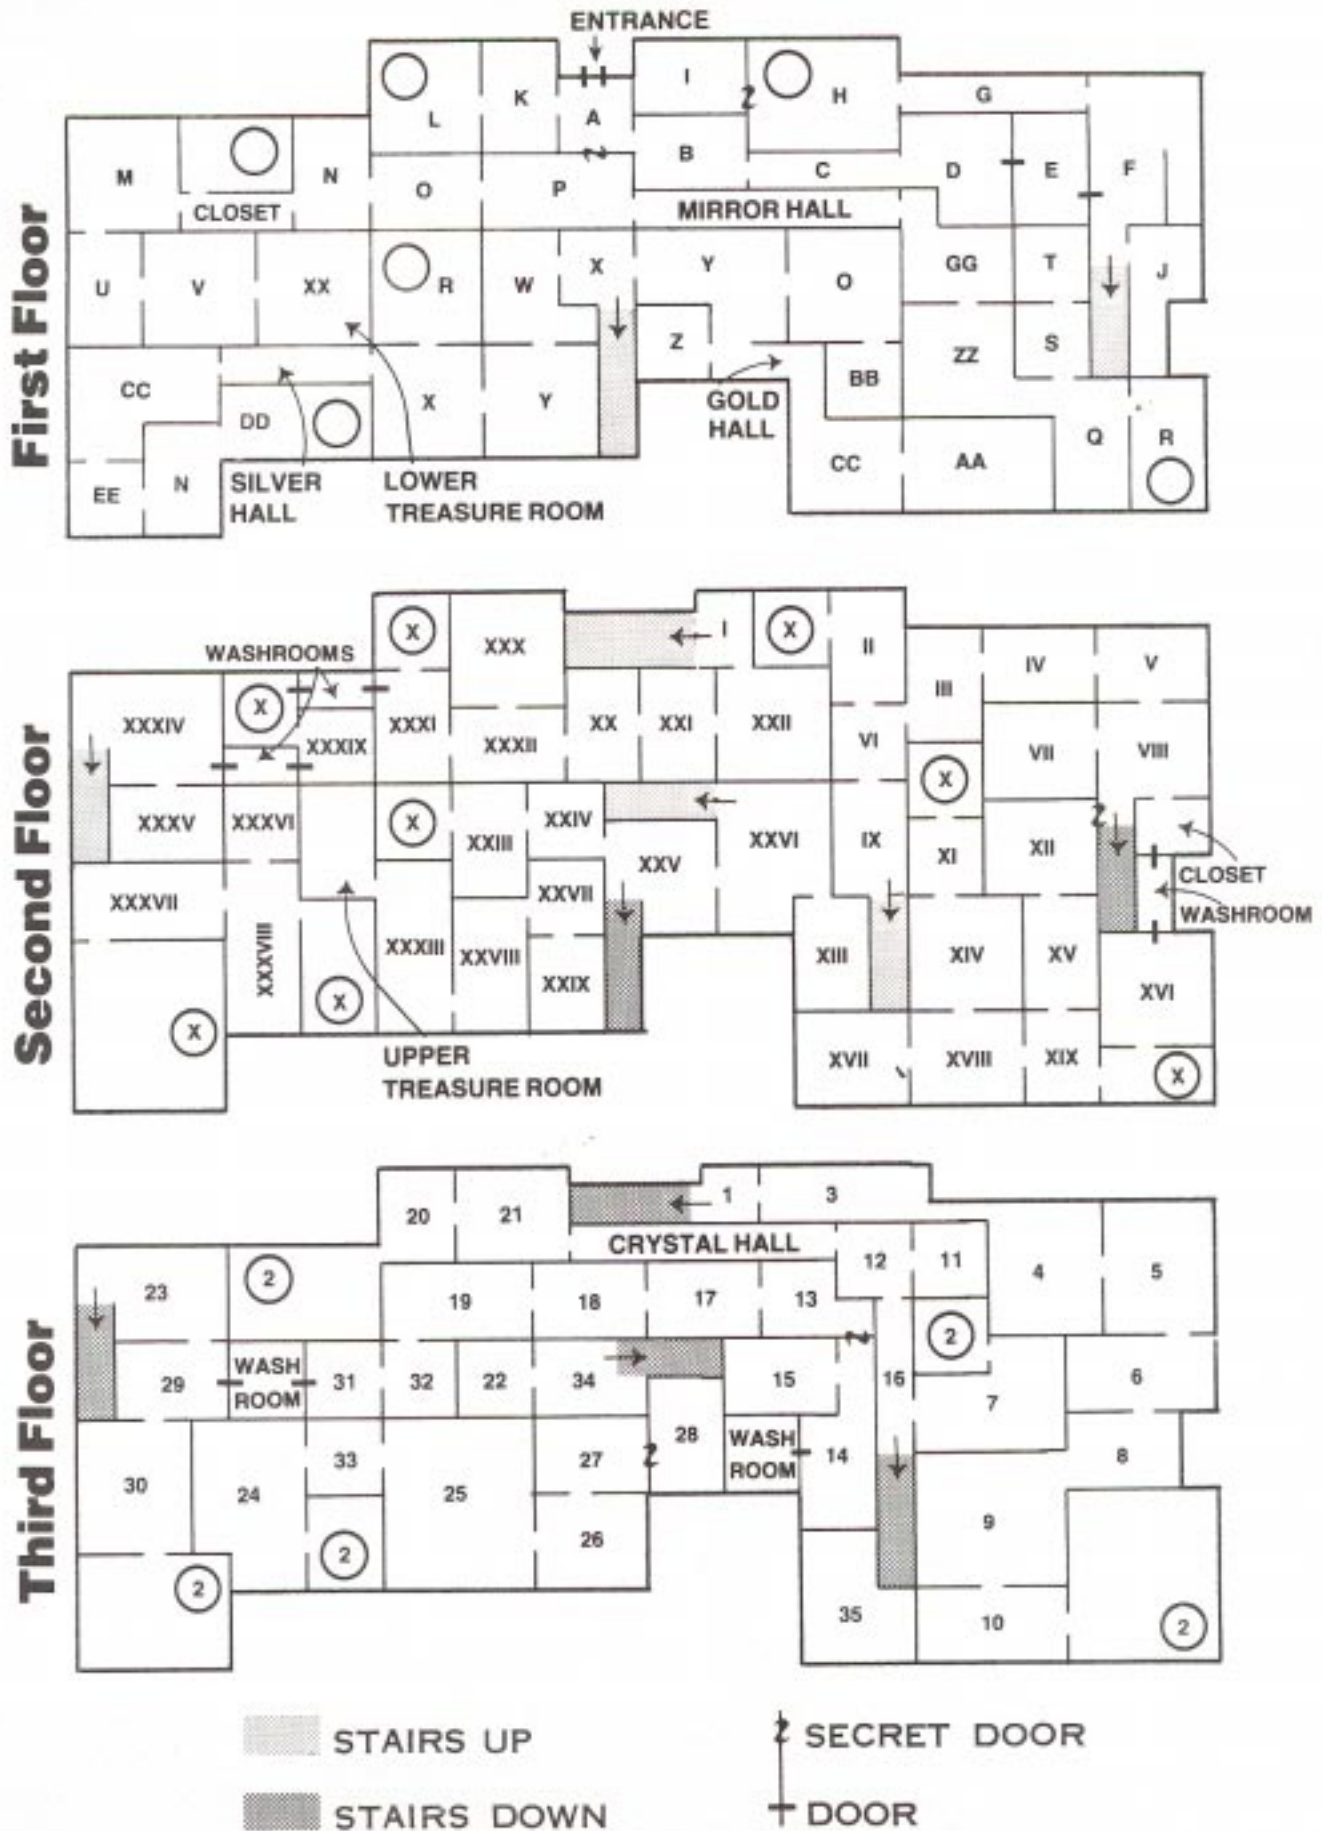 ENTRANCE
First Floor
I
H
G
K
L
A
B
C
D
E
F
M
N
O
P
CLOSET
MIRROR HALL
U
V
XX
R
W
X
Y
O
GG
T
J
Z
ZZ
S
CC
BB
DD
X
Y
GOLD
HALL
Q
R
CC
AA
EE
N
SILVER
HALL
LOWER
TREASURE ROOM
Second Floor
WASHROOMS
X
XXX
I
X
II
III
IV
V
XXXIV
X
XXXIX
XXXI
XXXII
XX
XXI
XXII
VI
VII
VIII
X
XXXV
XXXVI
X
XXIII
XXIV
XXV
XXVI
IX
XI
XII
CLOSET
WASHROOM
XXXVII
XXXVIII
XXXIII
XXVIII
XXVII
XXIX
XIII
XIV
XV
XVI
X
X
UPPER
TREASURE ROOM
XVII
XVIII
XIX
X
Third Floor
20
21
1
3
CRYSTAL HALL
12
11
4
5
23
2
19
18
17
13
2
29
WASH
ROOM
31
32
22
34
15
16
7
6
30
24
33
25
27
28
WASH
ROOM
14
8
9
2
2
26
35
10
2
STAIRS UP
STAIRS DOWN
SECRET DOOR
DOOR